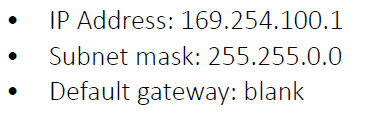 • IP Address: 169.254.100.1
• Subnet mask: 255.255.0.0
• Default gateway: blank